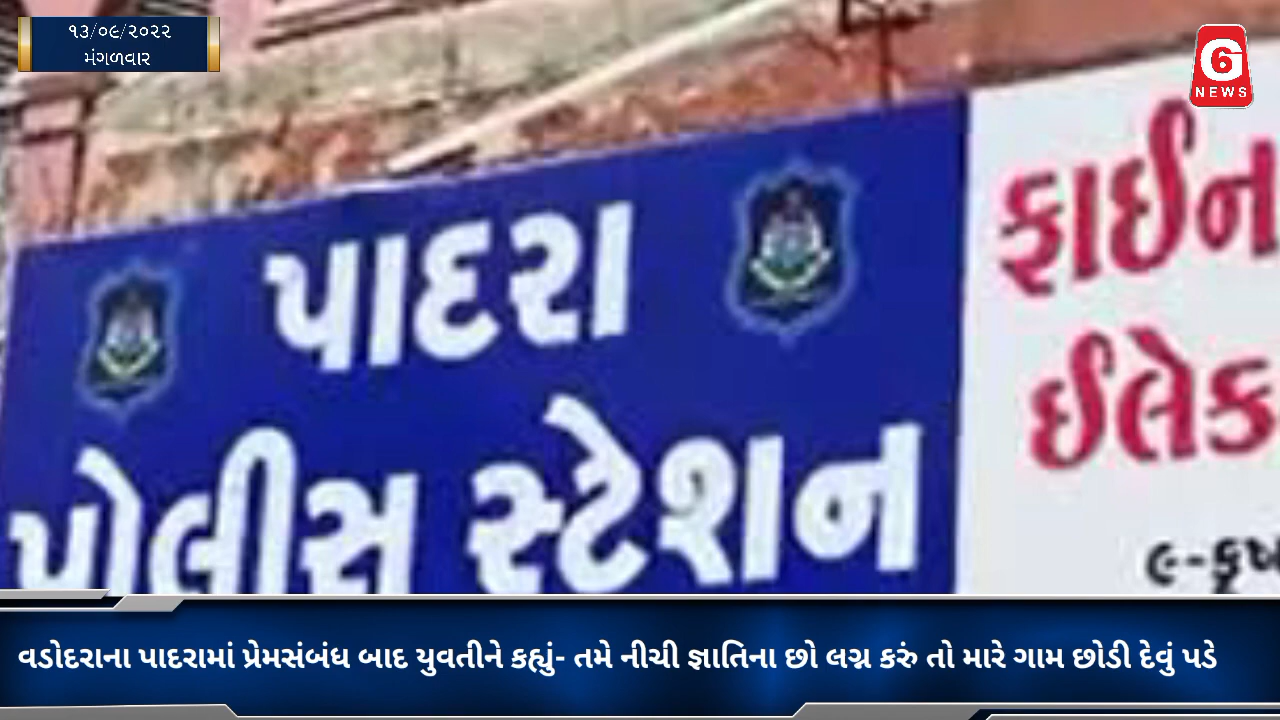 ૧૩/૦૯/૨૦૨૨
મંગળવાર
6
NEWS
પાદરા
પોલીસ સ્ટેશન
ફાઈન
ઈલેક
૯-કૃષ
વડોદરાના પાદરામાં પ્રેમસંબંધ બાદ યુવતીને કહ્યું- તમે નીચી જ્ઞાતિના છો લગ્ન કરું તો મારે ગામ છોડી દેવું પડે